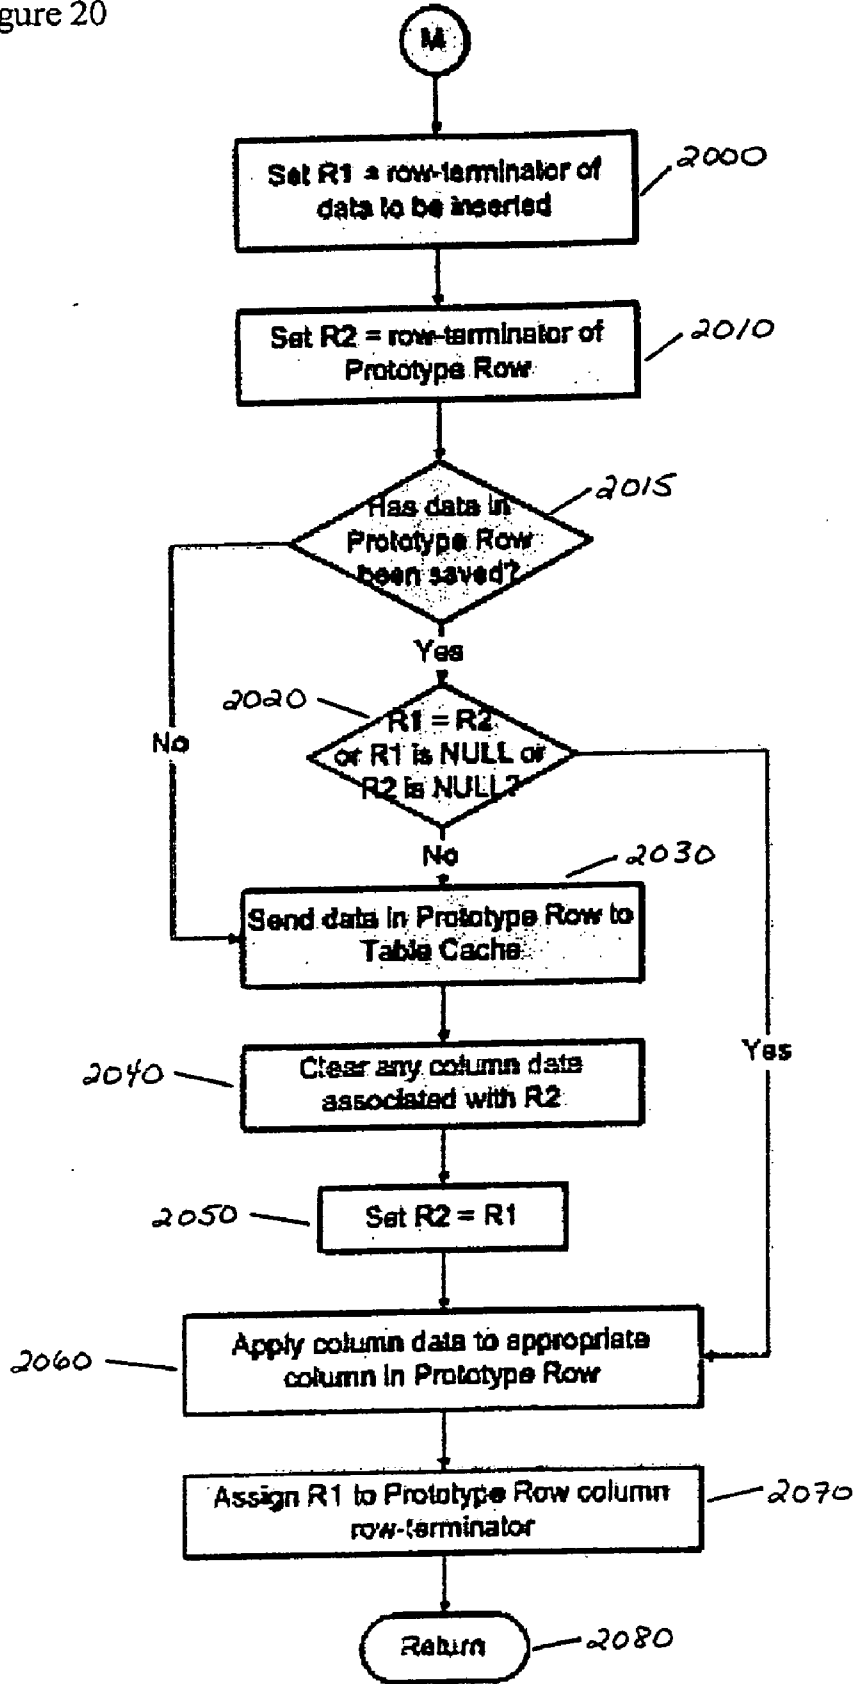 gure 20
M
Set R1 = row-terminator of
data to be inserted
2000
Set R2 = row-terminator of
Prototype Row
2010
Has data in
Prototype Row
been saved?
2015
Yes
No
2020
R1 = R2
or R1 is NULL or
R2 is NULL?
No
2030
Send data in Prototype Row to
Table Cache
Yes
2040
Clear any column data
associated with R2
2050
Set R2 = R1
2060
Apply column data to appropriate
column in Prototype Row
Assign R1 to Prototype Row column
row-terminator
2070
Return
2080